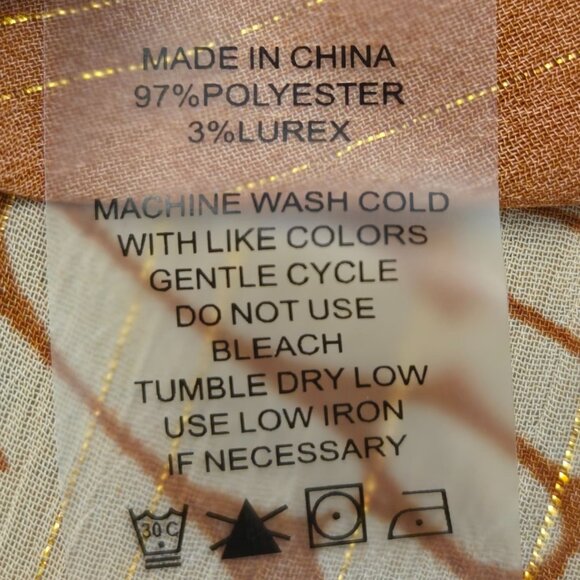 MADE IN CHINA
97%POLYESTER
3%LUREX
MACHINE WASH COLD
WITH LIKE COLORS
GENTLE CYCLE
DO NOT USE
BLEACH
TUMBLE DRY LOW
USE LOW IRON
IF NECESSARY
30 C